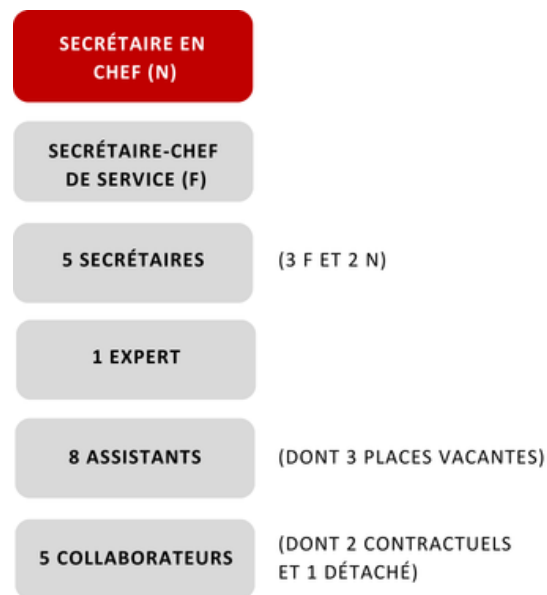 SECRÉTAIRE EN
CHEF (N)
SECRÉTAIRE-CHEF
DE SERVICE (F)
5 SECRÉTAIRES
(3 F ET 2 N)
1 EXPERT
8 ASSISTANTS
(DONT 3 PLACES VACANTES)
5 COLLABORATEURS
(DONT 2 CONTRACTUELS
ET 1 DÉTACHÉ)